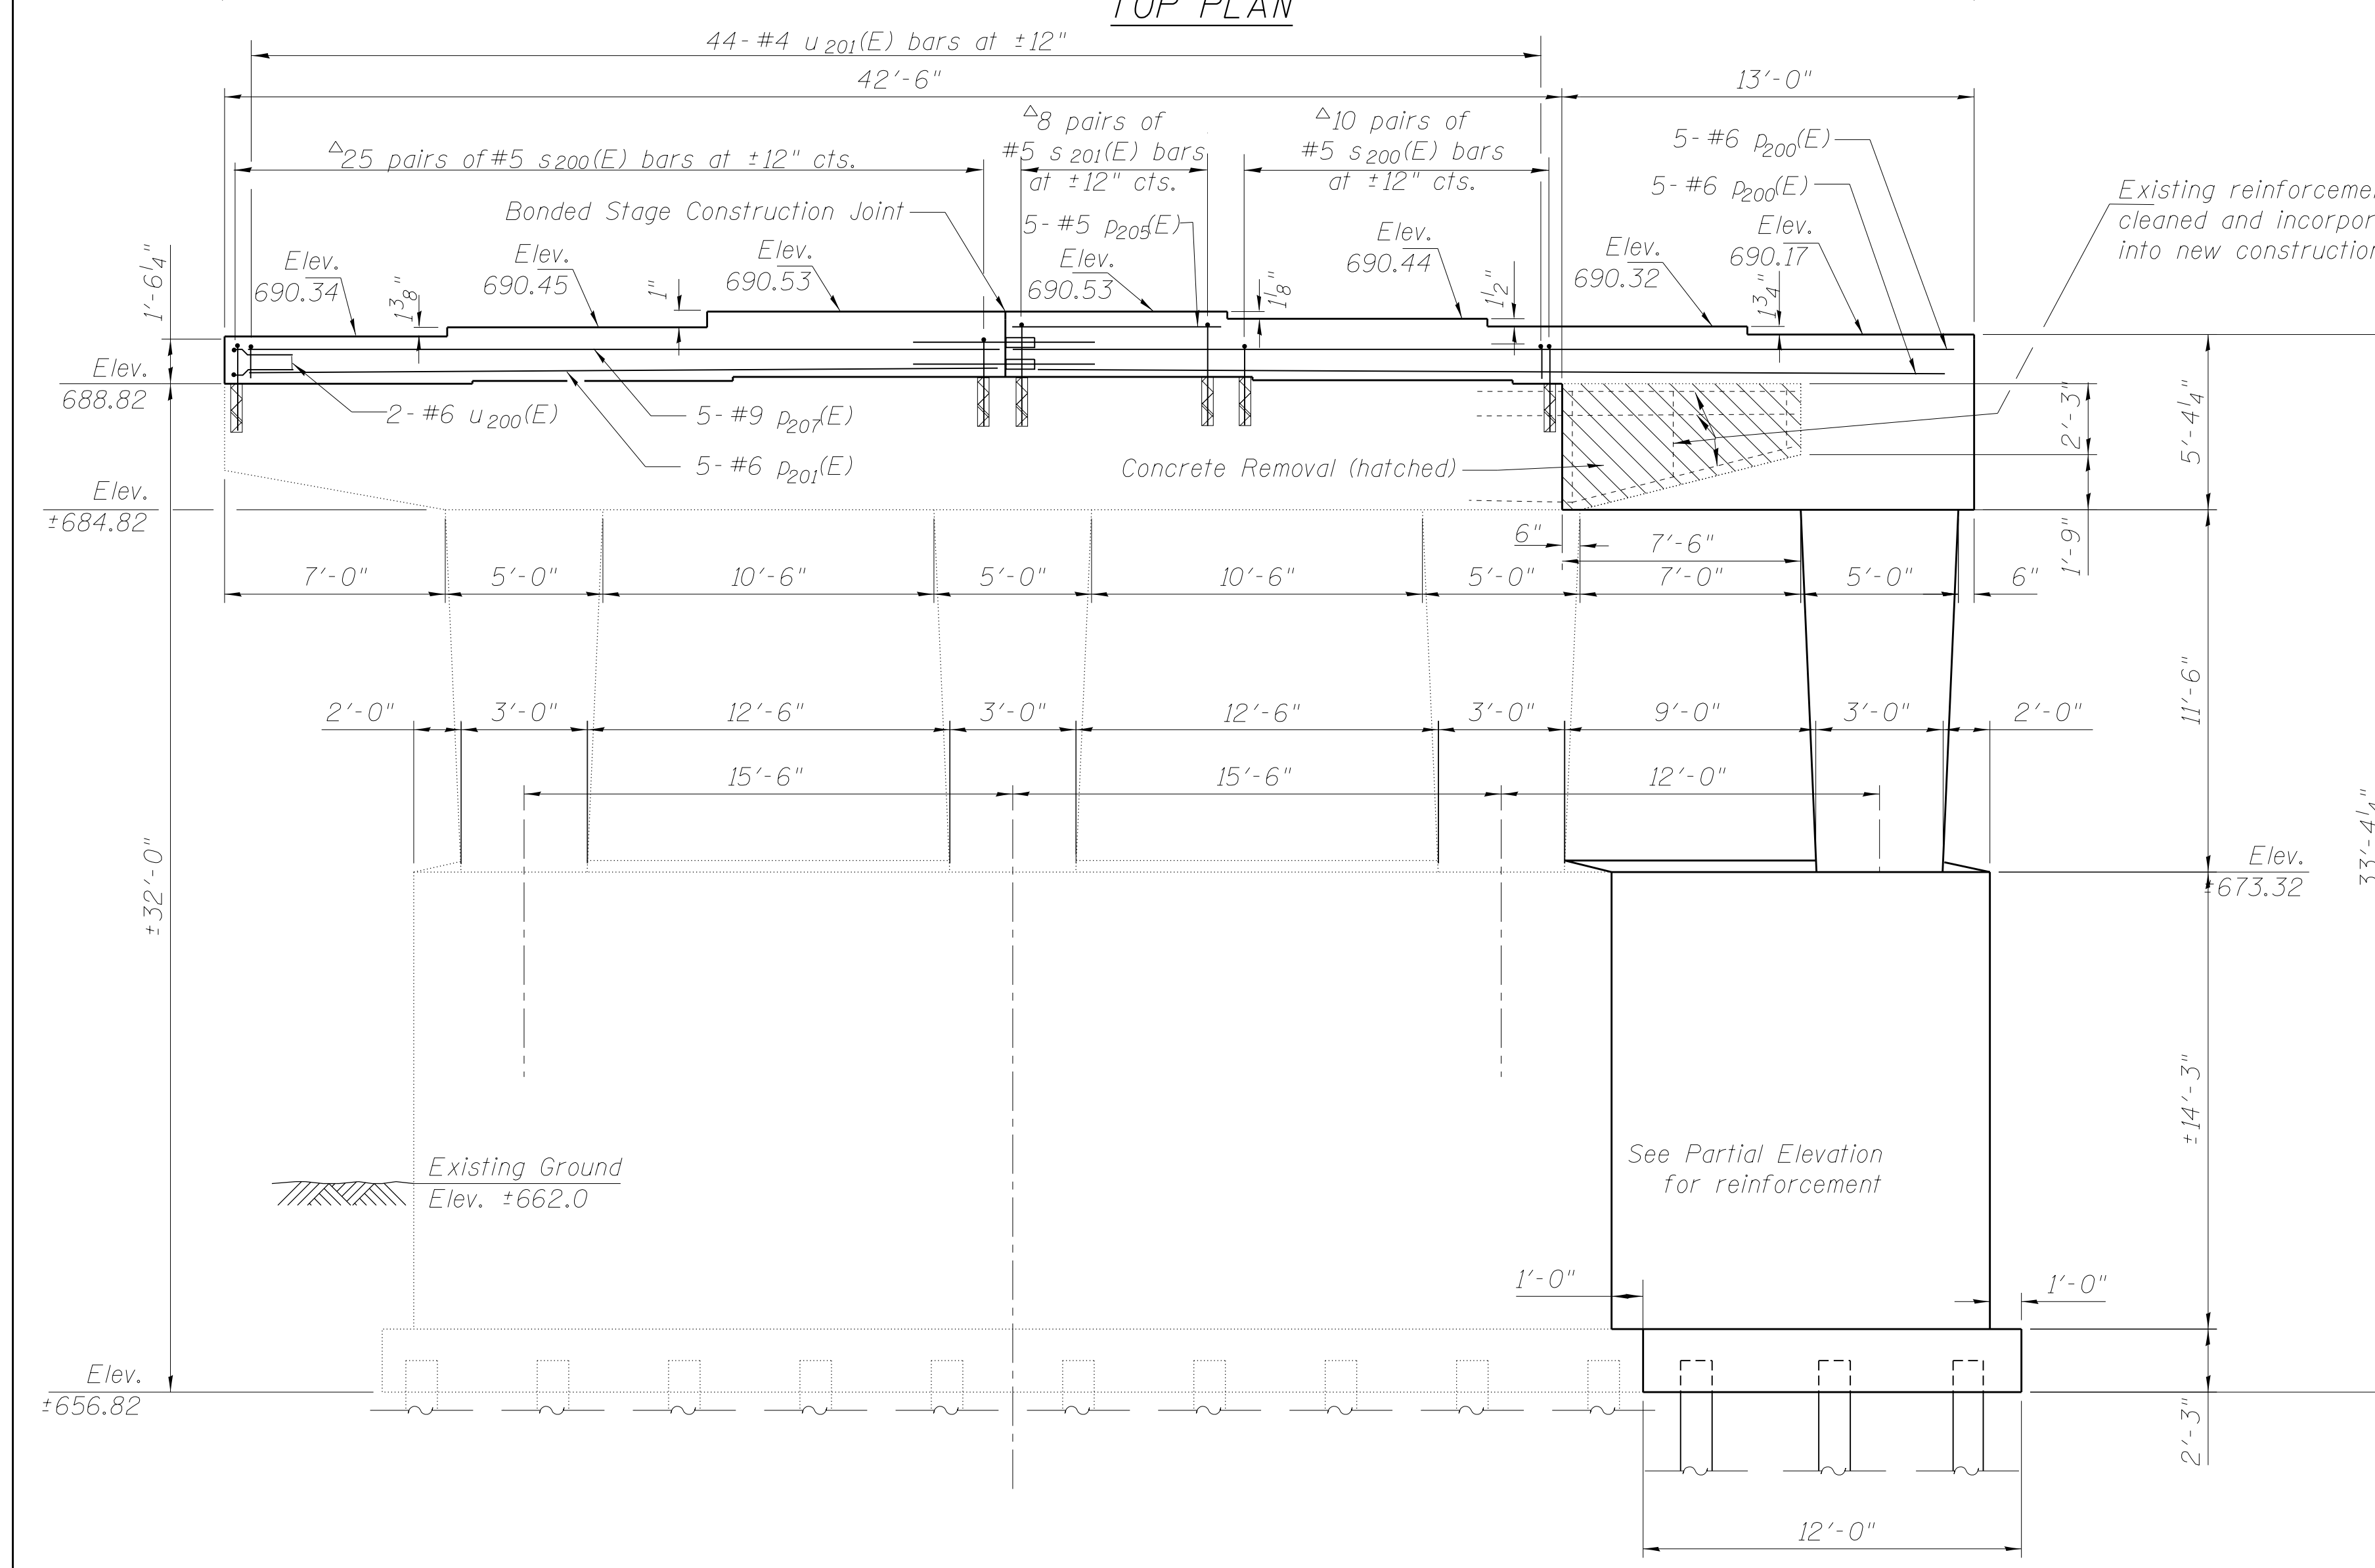 TOP PLAN
44-#4 u201(E) bars at ±12"
42'-6"
13'-0"
△25 pairs of #5 s200(E) bars at ±12" cts.
△8 pairs of
#5 s201(E) bars
at ±12" cts.
△10 pairs of
#5 s200(E) bars
at ±12" cts.
5-#6 p200(E)
5-#6 p200(E)
Existing
cleaned and
into new construction
Bonded Stage Construction Joint
5-#5 p205(E)
1'-6¼"
Elev.
690.34
1⅜"
Elev.
690.45
1"
Elev.
690.53
Elev.
690.53
1⅛"
Elev.
690.44
1½"
Elev.
690.32
1¾"
Elev.
690.17
Elev.
688.82
2-#6 u200(E)
5-#9 p207(E)
5-#6 p201(E)
Concrete Removal (hatched)
2'-3"
5'-4¼"
Elev.
±684.82
6"
7'-6"
1'-9"
7'-0"
5'-0"
10'-6"
5'-0"
10'-6"
5'-0"
7'-0"
5'-0"
6"
11'-6"
2'-0"
3'-0"
12'-6"
3'-0"
12'-6"
3'-0"
9'-0"
3'-0"
2'-0"
15'-6"
15'-6"
12'-0"
±32'-0"
33'-4¼"
Elev.
±673.32
±14'-3"
Existing Ground
Elev. ±662.0
See Partial Elevation
for reinforcement
1'-0"
1'-0"
Elev.
±656.82
2'-3"
12'-0"